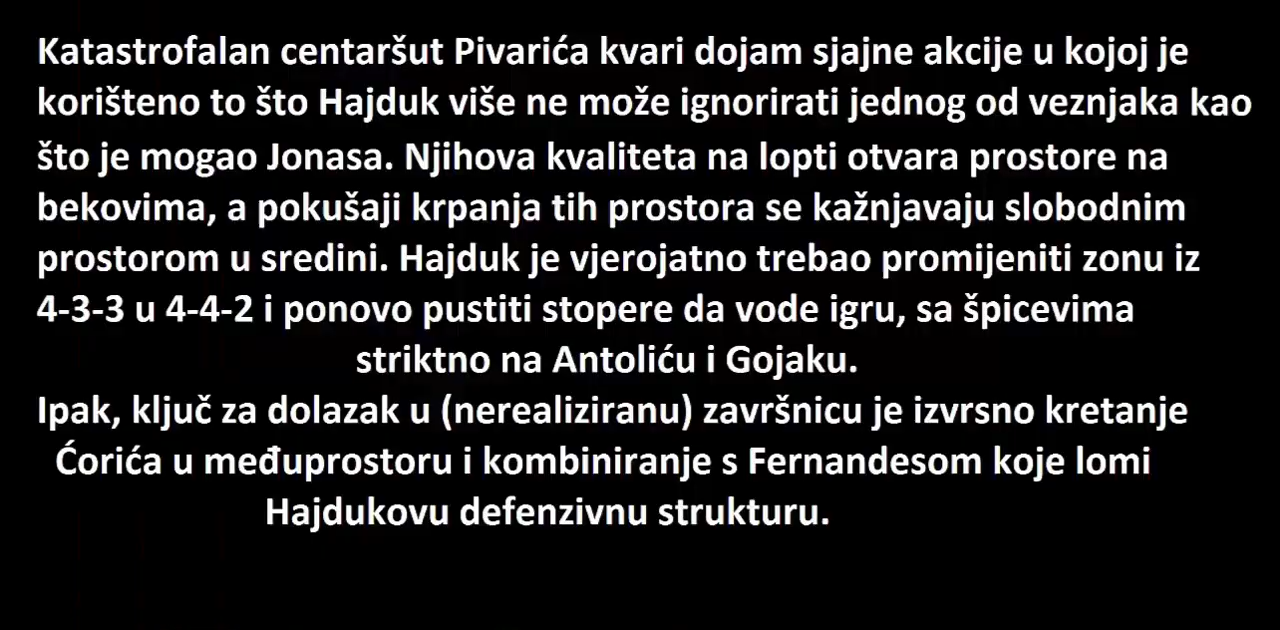 Katastrofalan centaršut Pivarića kvari dojam sjajne akcije u kojoj je
korišteno to što Hajduk više ne može ignorirati jednog od veznjaka kao
što je mogao Jonasa. Njihova kvaliteta na lopti otvara prostore na
bekovima, a pokušaji krpanja tih prostora se kažnjavaju slobodnim
prostorom u sredini. Hajduk je vjerojatno trebao promijeniti zonu iz
4-3-3 u 4-4-2 i ponovo pustiti stopere da vode igru, sa špicevima
striktno na Antoliću i Gojaku.
Ipak, ključ za dolazak u (nerealiziranu) završnicu je izvrsno kretanje
Ćorića u međuprostoru i kombiniranje s Fernandesom koje lomi
Hajdukovu defenzivnu strukturu.